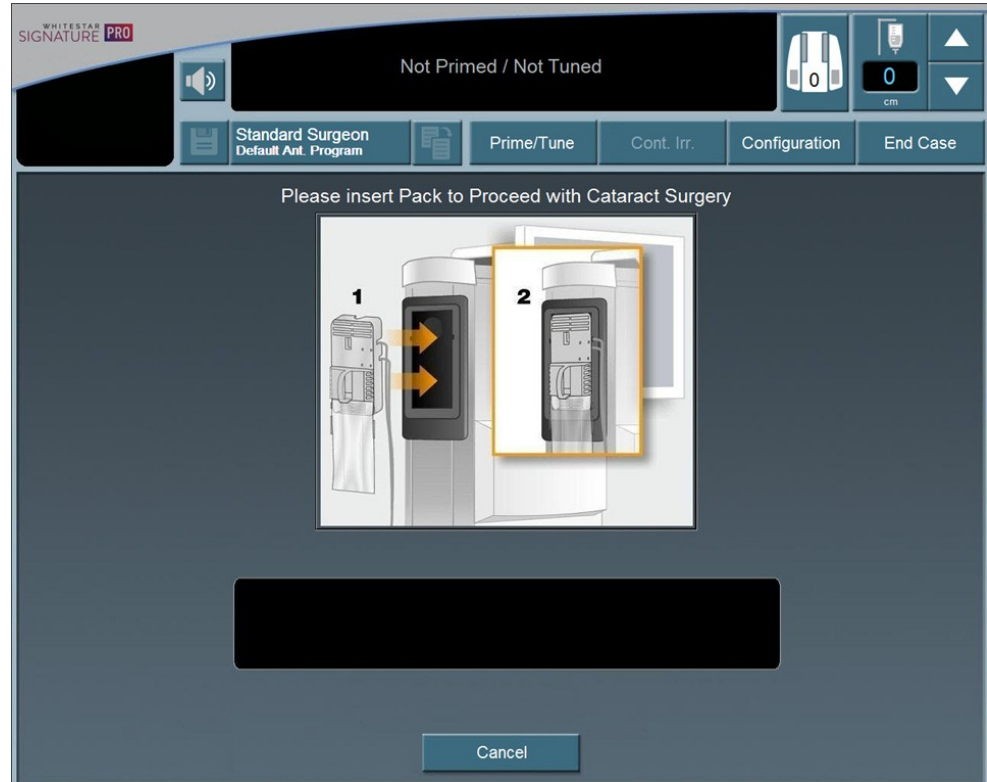 WHITESTAR
SIGNATURE PRO
Not Primed / Not Tuned
0
0
cm
Standard Surgeon
Default Ant. Program
Prime/Tune
Cont. Irr.
Configuration
End Case
Please insert Pack to Proceed with Cataract Surgery
1
2
Cancel